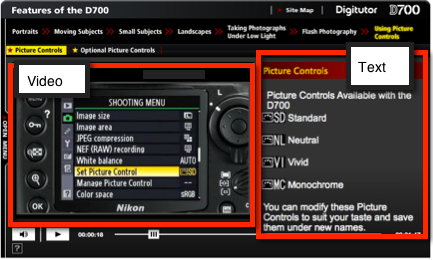 Features of the D700
Site Map
Digitutor D700
Portraits >> Moving Subjects >> Small Subjects >> Landscapes >> Taking Photographs Under Low Light >> Flash Photography >> Using Picture Controls
★ Picture Controls ★ Optional Picture Controls
OPEN MENU
Video
MENU
SHOOTING MENU
Image size
Image area
JPEG compression
NEF (RAW) recording
White balance AUTO
Set Picture Control SD
Manage Picture Control --
Color space sRGB
OK
Nikon
L
Text
Picture Controls
Picture Controls Available with the
D700
SD Standard
NL Neutral
VI Vivid
MC Monochrome
You can modify these Picture
Controls to suit your taste and save
them under new names.
00:00:18
?